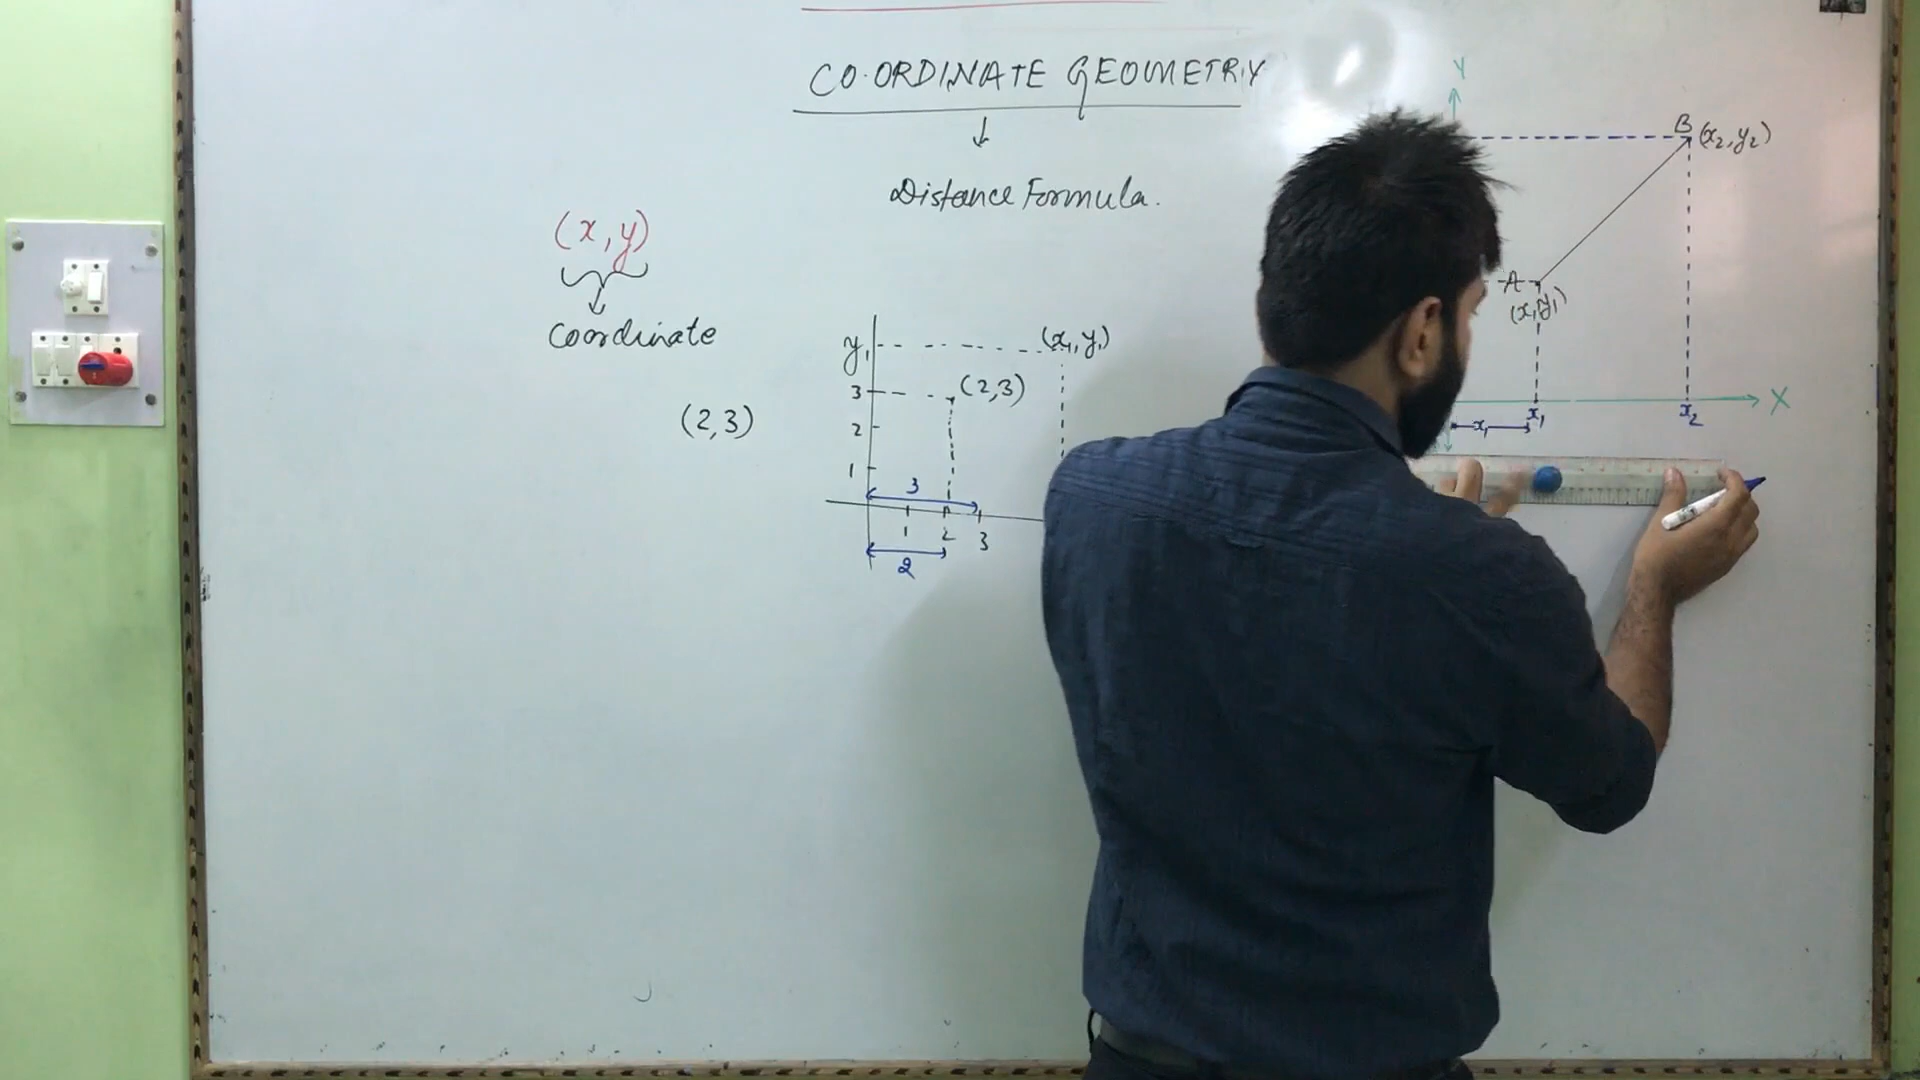 CO-ORDINATE GEOMETRY
↓
Distance Formula.
(x, y)
↓
Coordinate
(2,3)
y₁
(x₁, y₁)
3
(2,3)
2
1
3
1 2 3
2
Y
B (x₂, y₂)
A
(x₁, y₁)
X
x₁ x₁ x₂